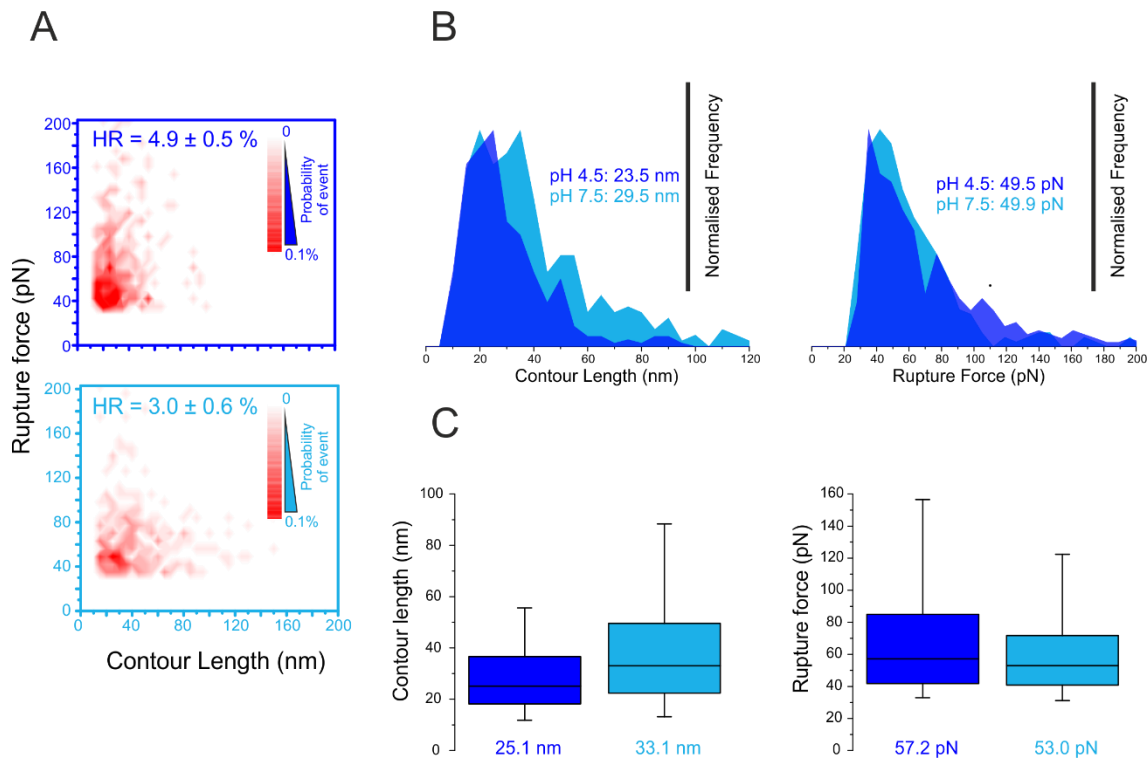 A
Rupture force (pN)
200
160
120
80
40
0
HR = 4.9 ± 0.5 %
0
Probability
of event
0.1%
200
160
120
80
40
0
HR = 3.0 ± 0.6 %
0
Probability
of event
0.1%
0 40 80 120 160 200
Contour Length (nm)
B
pH 4.5: 23.5 nm
pH 7.5: 29.5 nm
Normalised Frequency
0 20 40 60 80 100 120
Contour Length (nm)
pH 4.5: 49.5 pN
pH 7.5: 49.9 pN
Normalised Frequency
0 20 40 60 80 100 120 140 160 180 200
Rupture Force (pN)
C
Contour length (nm)
100
80
60
40
20
0
25.1 nm 33.1 nm
Rupture force (pN)
160
140
120
100
80
60
40
20
0
57.2 pN 53.0 pN